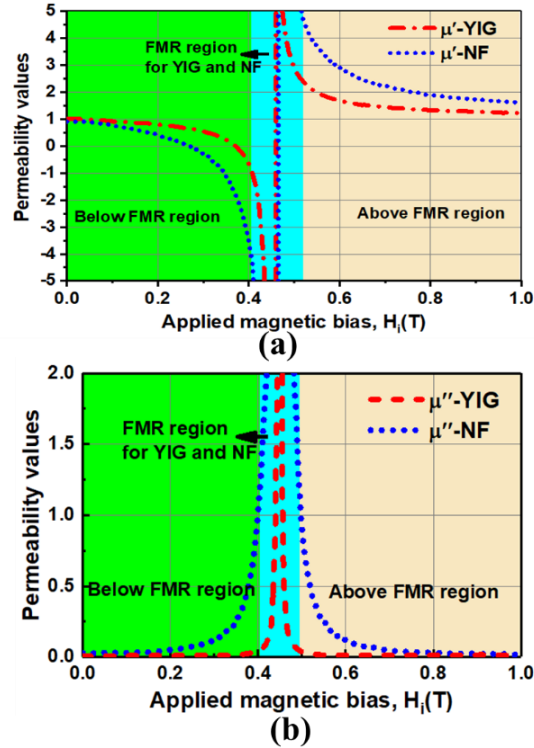 5
4
3
2
1
0
-1
-2
-3
-4
5
Permeability values
FMR region
for YIG and NF
μ′-YIG
μ′-NF
Below FMR region
Above FMR region
0.0 0.2 0.4 0.6 0.8 1.0
Applied magnetic bias, Hi(T)
(a)
2.0
1.5
1.0
0.5
0.0
Permeability values
FMR region
for YIG and NF
μ″-YIG
μ″-NF
Below FMR region
Above FMR region
0.0 0.2 0.4 0.6 0.8 1.0
Applied magnetic bias, Hi(T)
(b)